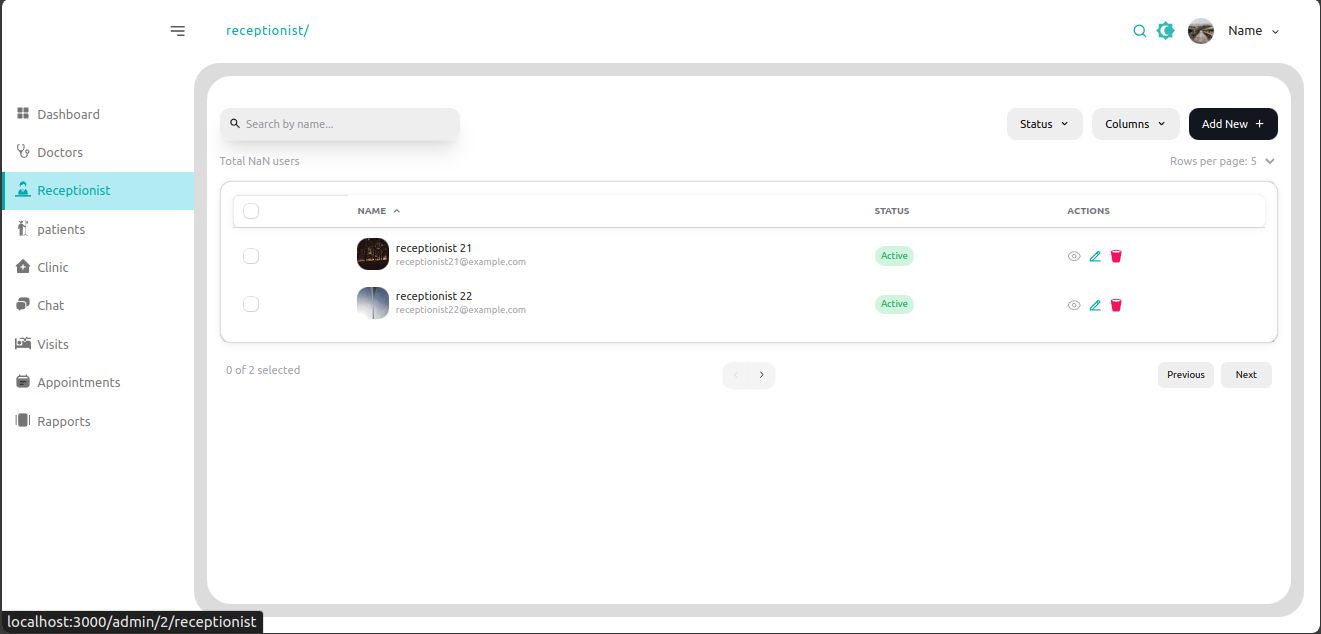 receptionist/
Name
Dashboard
Doctors
Receptionist
patients
Clinic
Chat
Visits
Appointments
Rapports
Search by name...
Status
Columns
Add New +
Total NaN users
Rows per page: 5
NAME
STATUS
ACTIONS
receptionist 21
receptionist21@example.com
Active
receptionist 22
receptionist22@example.com
Active
0 of 2 selected
Previous
Next
localhost:3000/admin/2/receptionist